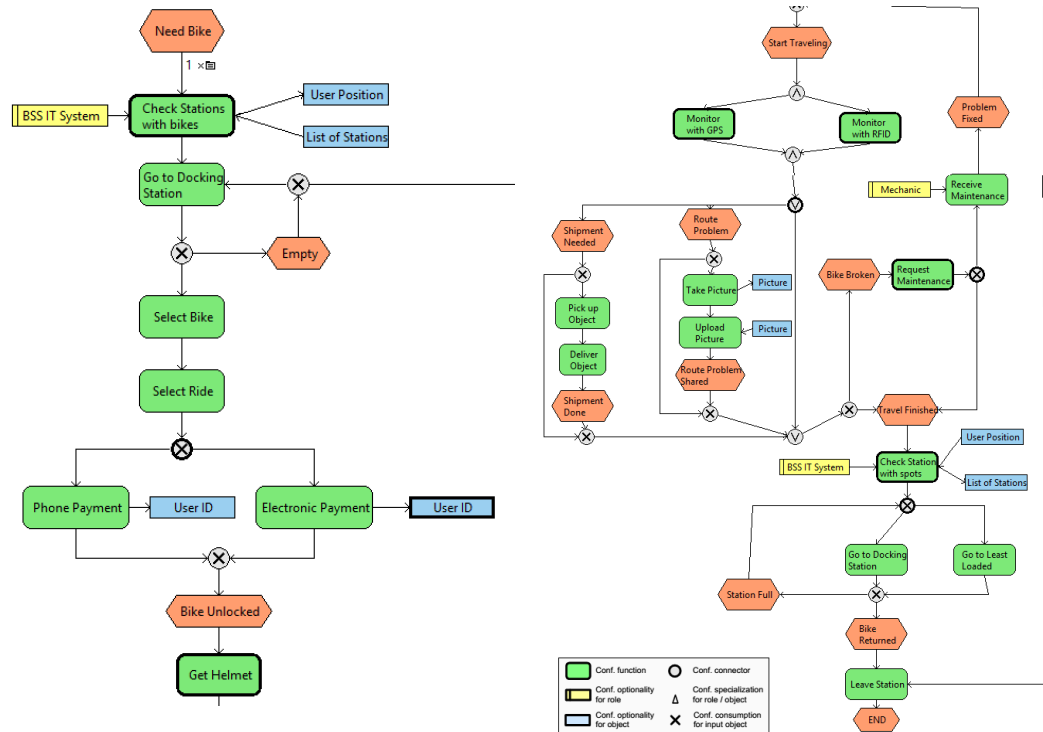 Need Bike
1
BSS IT System
Check Stations
with bikes
User Position
List of Stations
Go to Docking
Station
Empty
Select Bike
Select Ride
Phone Payment
User ID
Electronic Payment
User ID
Bike Unlocked
Get Helmet
Start Traveling
Monitor
with GPS
Monitor
with RFID
Problem
Fixed
Mechanic
Receive
Maintenance
Shipment
Needed
Route
Problem
Bike Broken
Request
Maintenance
Take Picture
Picture
Pick up
Object
Upload
Picture
Picture
Deliver
Object
Route Problem
Shared
Shipment
Done
Travel Finished
BSS IT System
Check Station
with spots
User Position
List of Stations
Go to Docking
Station
Go to Least
Loaded
Station Full
Bike
Returned
Leave Station
END
Conf. function
Conf. connector
Conf. optionality
for role
Conf. specialization
for role / object
Conf. optionality
for object
Conf. consumption
for input object